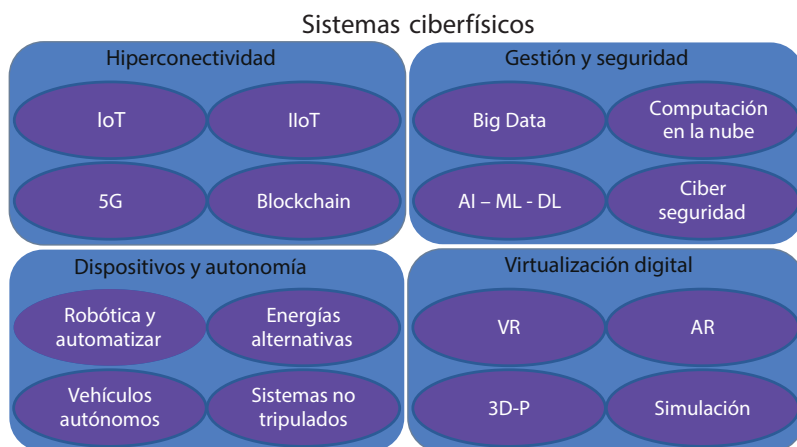 Sistemas ciberfísicos
Hiperconectividad
IoT
IIoT
5G
Blockchain
Gestión y seguridad
Big Data
Computación
en la nube
AI – ML - DL
Ciber
seguridad
Dispositivos y autonomía
Robótica y
automatizar
Energías
alternativas
Vehículos
autónomos
Sistemas no
tripulados
Virtualización digital
VR
AR
3D-P
Simulación